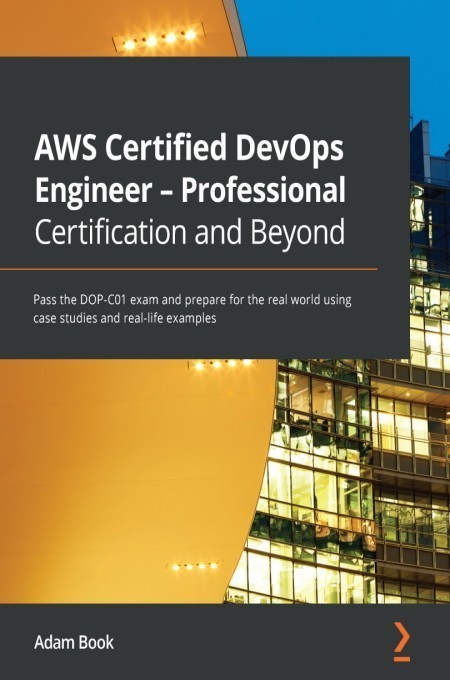 AWS Certified DevOps
Engineer – Professional
Certification and Beyond
Pass the DOP-C01 exam and prepare for the real world using
case studies and real-life examples
Adam Book